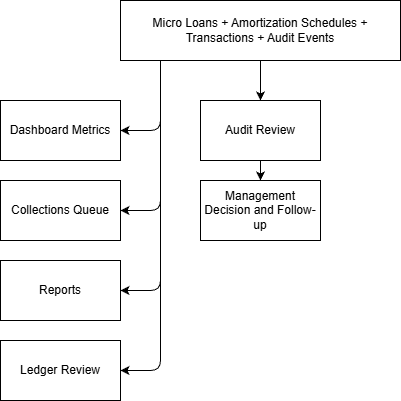 Micro Loans + Amortization Schedules +
Transactions + Audit Events
Dashboard Metrics
Audit Review
Collections Queue
Management
Decision and Follow-
up
Reports
Ledger Review